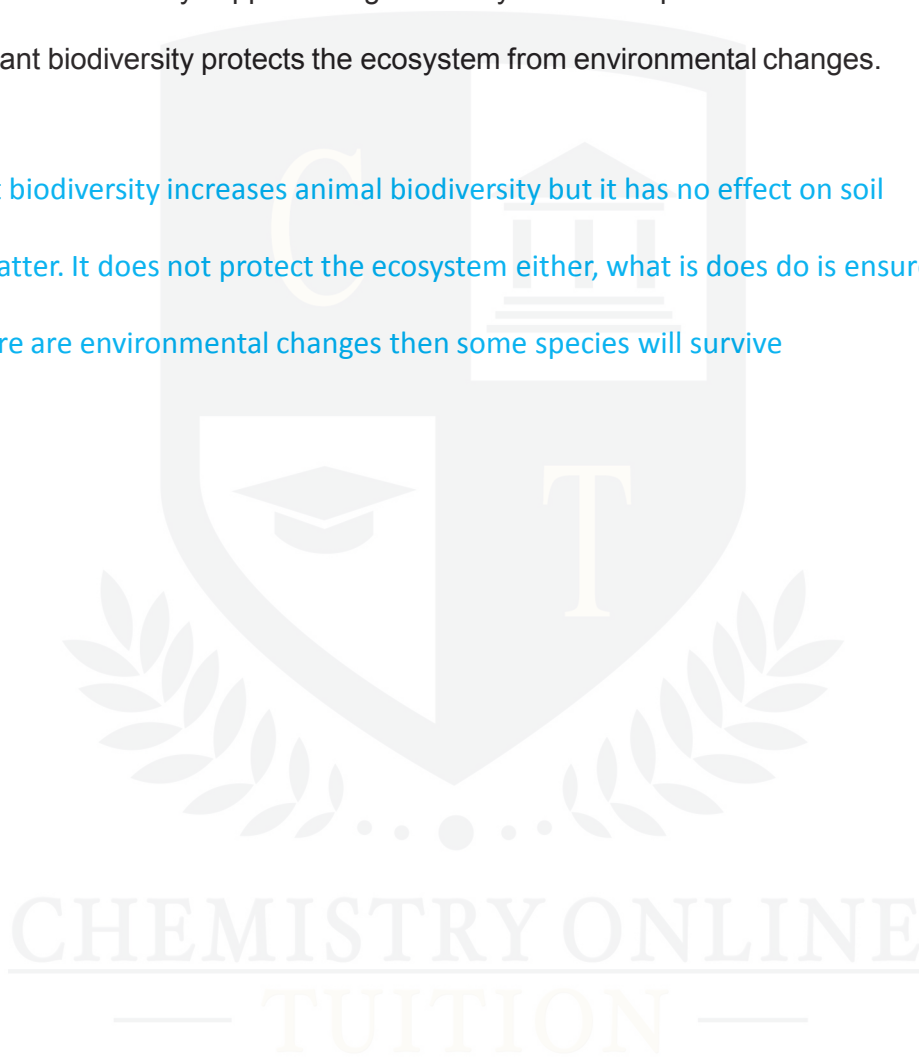 ant biodiversity protects the ecosystem from environmental changes.
biodiversity increases animal biodiversity but it has no effect on soil
atter. It does not protect the ecosystem either, what is does do is ensure
re are environmental changes then some species will survive
C
T
CHEMISTRY ONLINE
— TUITION —